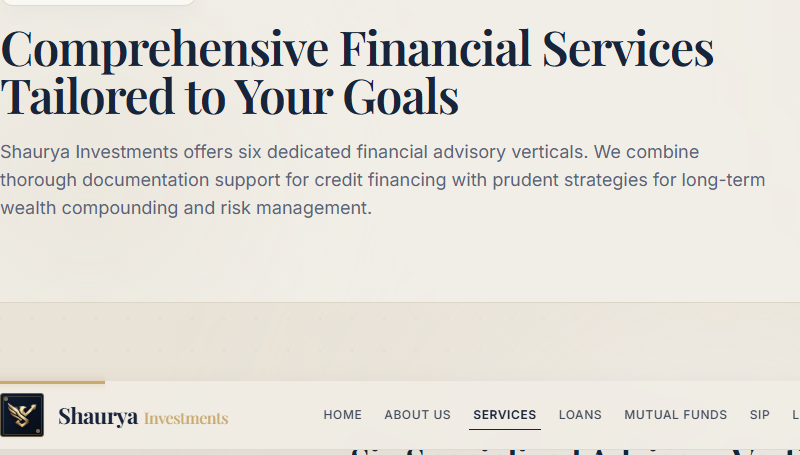 Comprehensive Financial Services
Tailored to Your Goals
Shaurya Investments offers six dedicated financial advisory verticals. We combine
thorough documentation support for credit financing with prudent strategies for long-term
wealth compounding and risk management.
Shaurya Investments HOME ABOUT US SERVICES LOANS MUTUAL FUNDS SIP